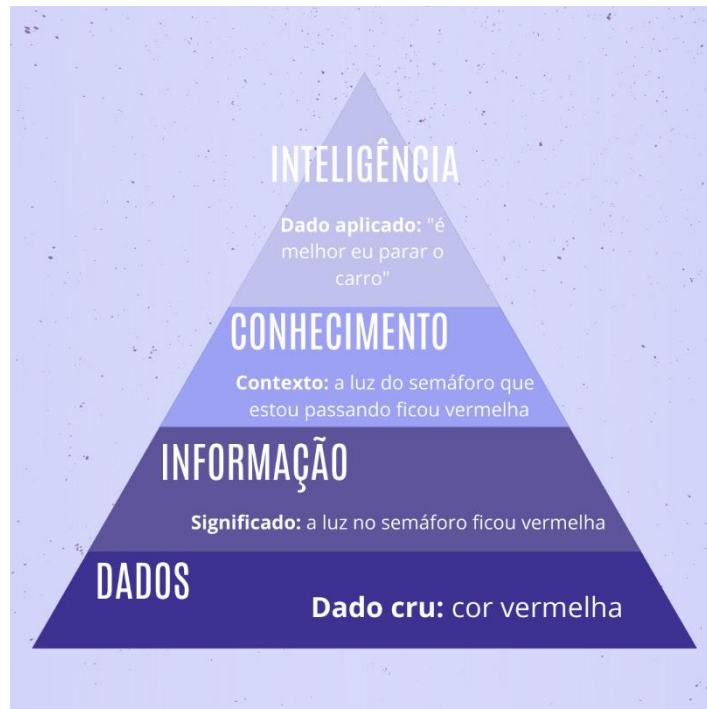 INTELIGÊNCIA
Dado aplicado: "é
melhor eu parar o
carro"
CONHECIMENTO
Contexto: a luz do semáforo que
estou passando ficou vermelha
INFORMAÇÃO
Significado: a luz no semáforo ficou vermelha
DADOS
Dado cru: cor vermelha